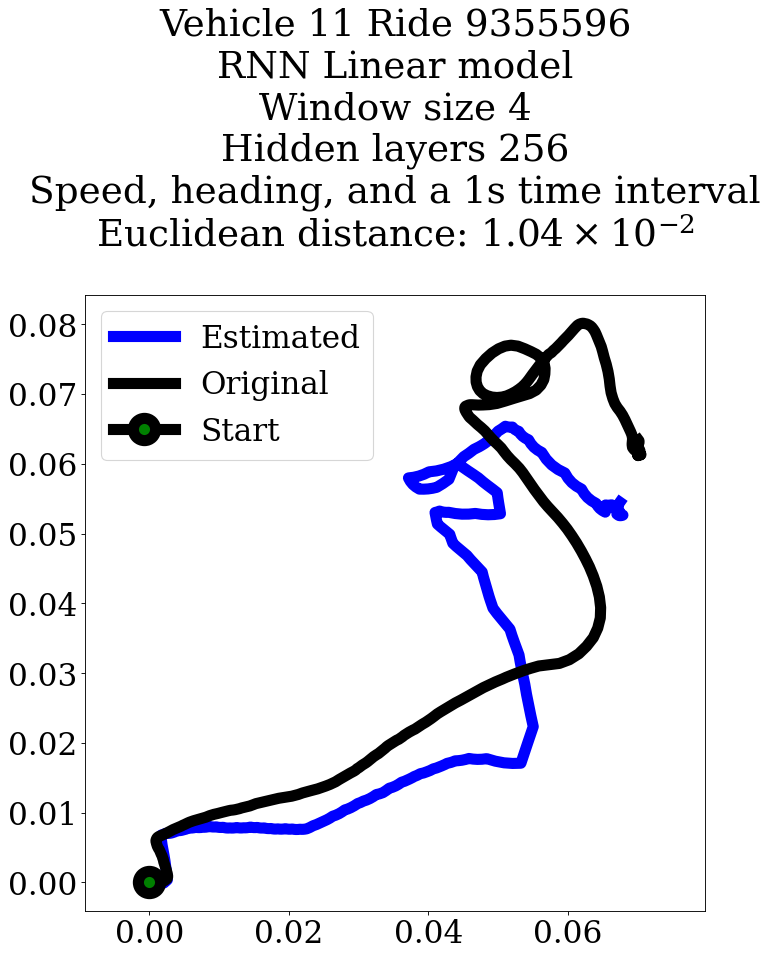 Vehicle 11 Ride 9355596
RNN Linear model
Window size 4
Hidden layers 256
Speed, heading, and a 1s time interval
Euclidean distance: 1.04 × 10⁻²
Estimated
Original
Start
0.08
0.07
0.06
0.05
0.04
0.03
0.02
0.01
0.00
0.00 0.02 0.04 0.06